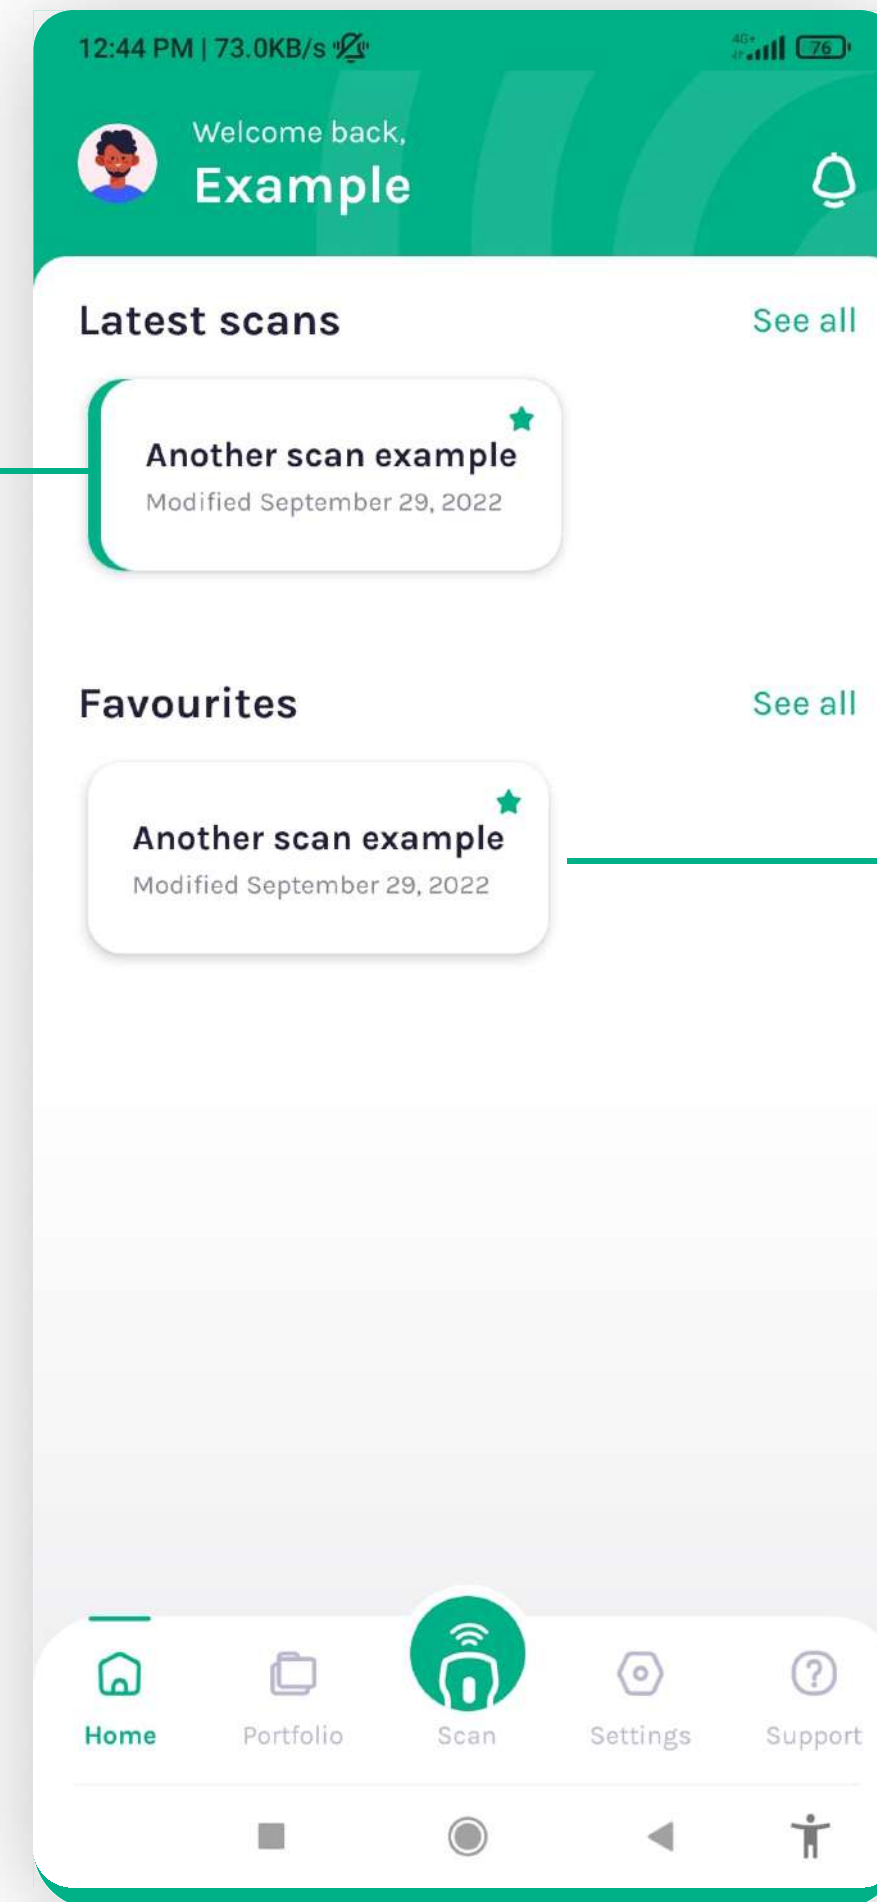 12:44 PM | 73.0KB/s
4G+
76
Welcome back,
Example
Latest scans
See all
Another scan example
Modified September 29, 2022
Favourites
See all
Another scan example
Modified September 29, 2022
Home
Portfolio
Scan
Settings
Support